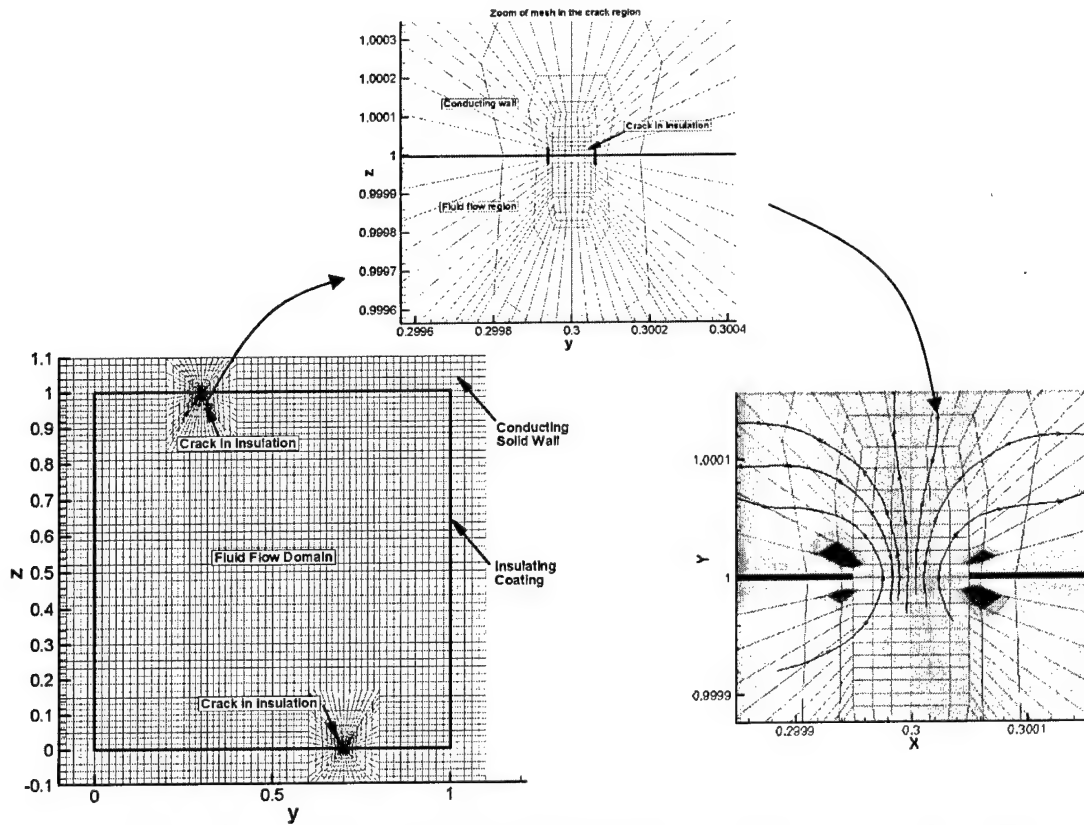 Zoom of mesh in the crack region
1.0003
1.0002
1.0001
1
0.9999
0.9998
0.9997
0.9996
z
Conducting wall
Crack in insulation
Fluid flow region
0.2996
0.2998
0.3
0.3002
0.3004
y
1.1
1
0.9
0.8
0.7
0.6
0.5
0.4
0.3
0.2
0.1
0
-0.1
z
Crack in Insulation
Fluid Flow Domain
Crack in Insulation
Conducting
Solid Wall
Insulating
Coating
0
0.5
1
y
1.0001
1
0.9999
Y
0.2999
0.3
0.3001
X